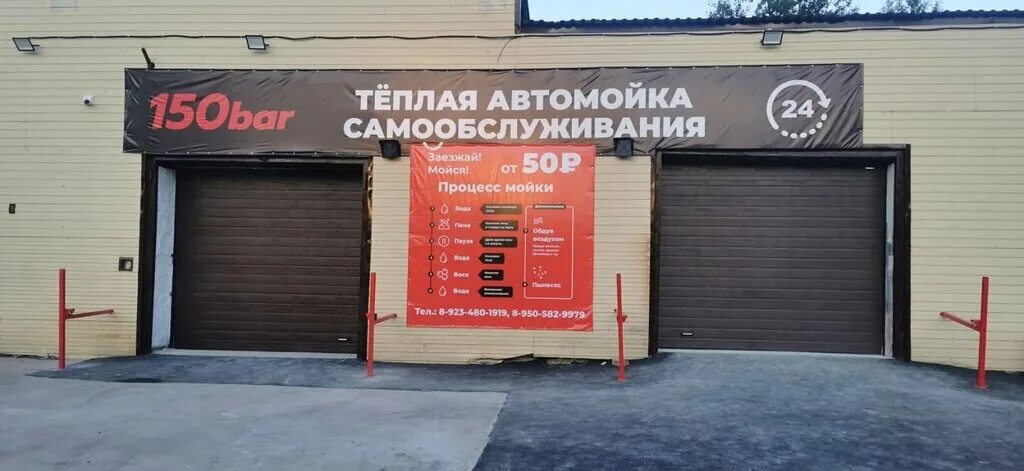 150bar
ТЁПЛАЯ АВТОМОЙКА
САМООБСЛУЖИВАНИЯ
24
Заезжай!
Мойся!
от 50₽
Процесс мойки
Вода
Пена
Пауза
Вода
Воск
Вода
Обдув
воздухом
Пылесос
Тел.: 8-923-480-1919, 8-950-582-9979